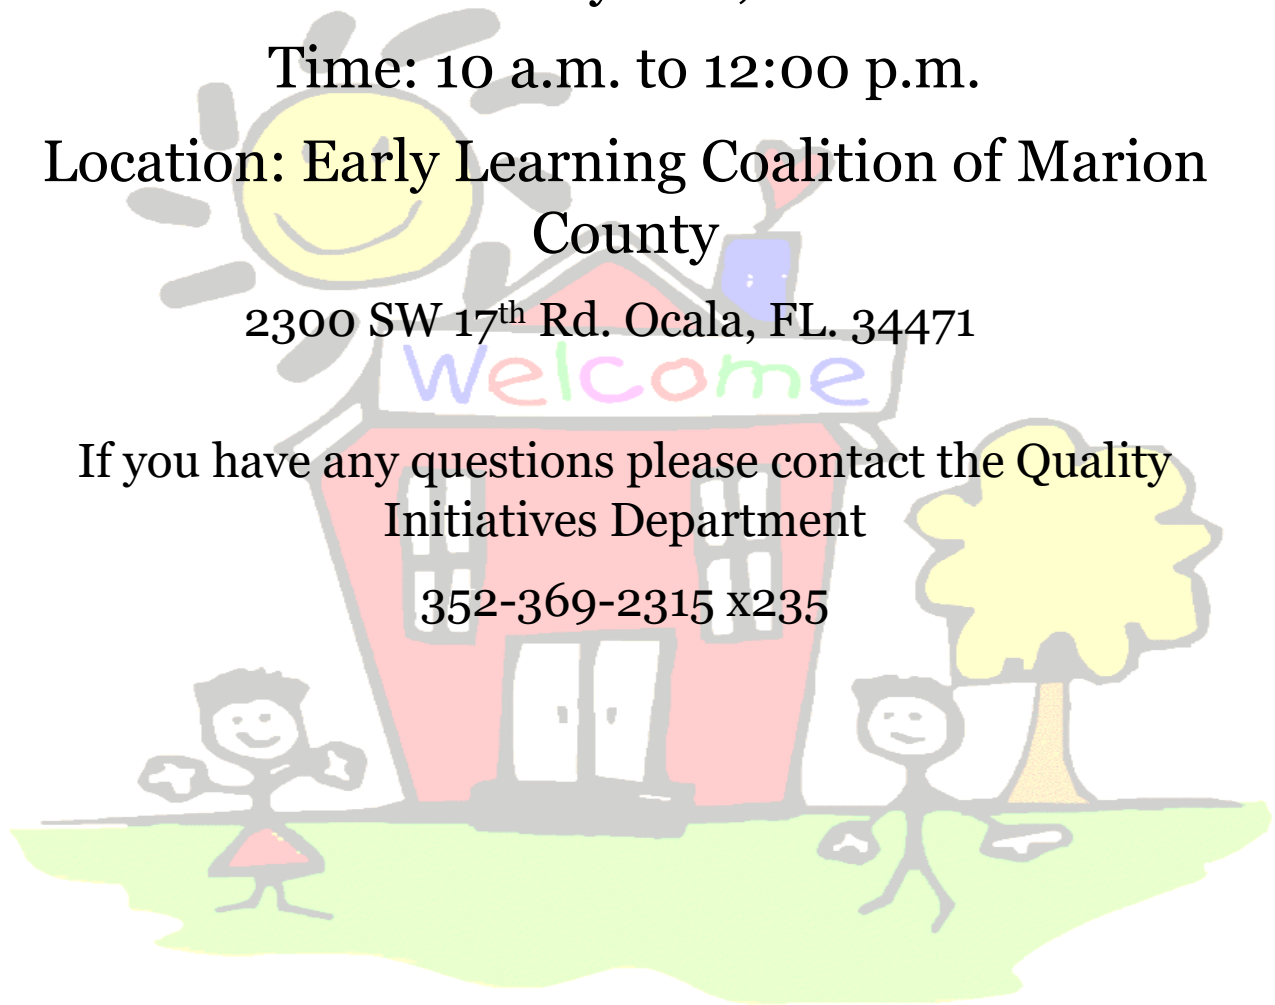 Time: 10 a.m. to 12:00 p.m.
Location: Early Learning Coalition of Marion
County
2300 SW 17th Rd. Ocala, FL. 34471
Welcome
If you have any questions please contact the Quality
Initiatives Department
352-369-2315 x235